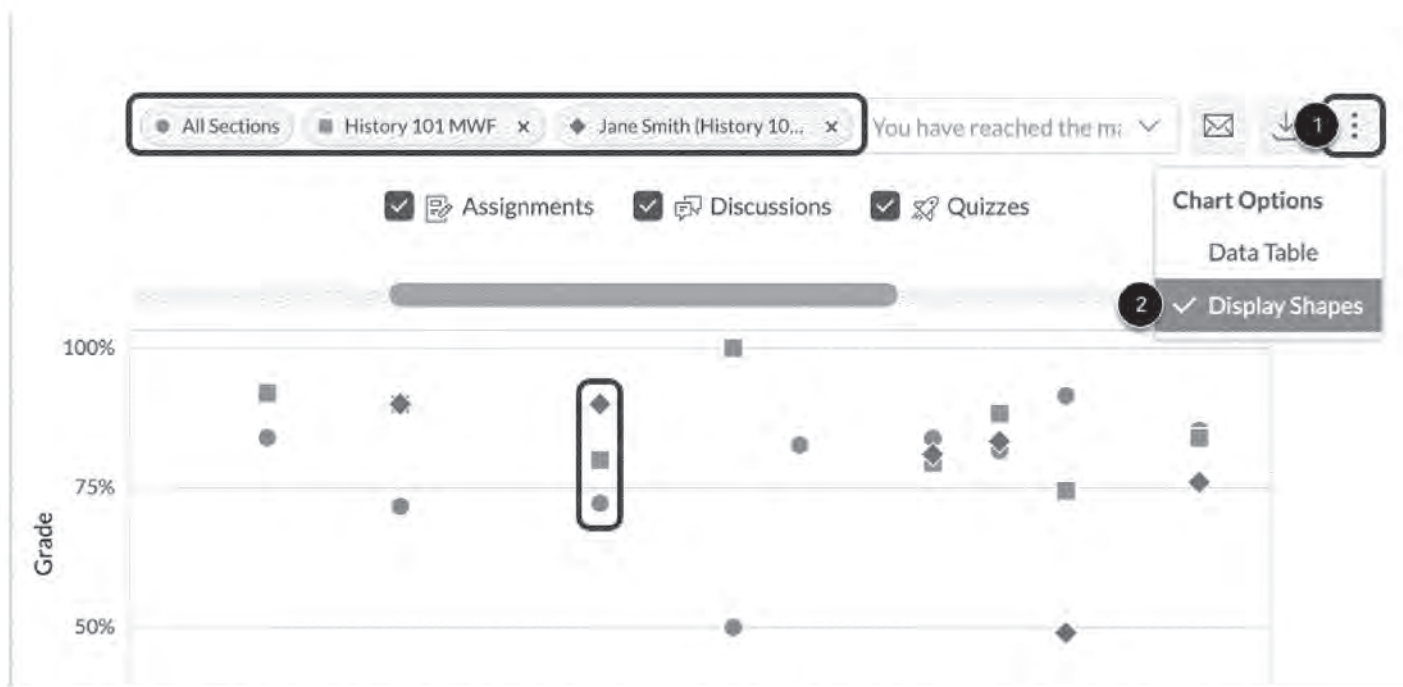 All Sections History 101 MWF × Jane Smith (History 10... × You have reached the ma 1
Assignments Discussions Quizzes
Chart Options
Data Table
2 Display Shapes
100%
75%
Grade
50%